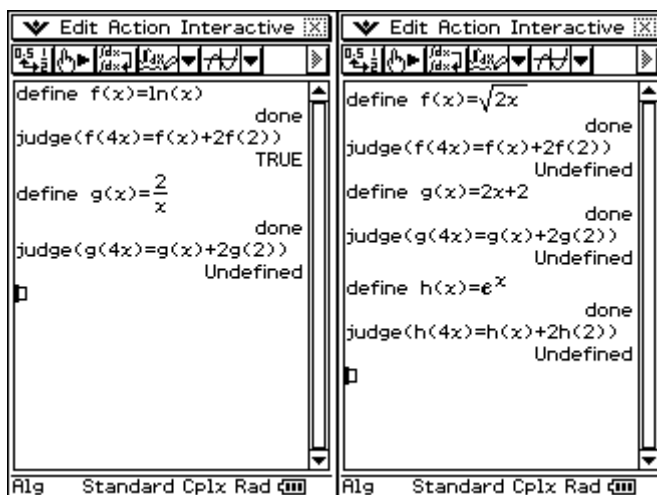 Edit Action Interactive
define f(x)=ln(x)
done
judge(f(4x)=f(x)+2f(2))
TRUE
define g(x)=2/x
done
judge(g(4x)=g(x)+2g(2))
Undefined
Alg Standard Cplx Rad
Edit Action Interactive
define f(x)=√2x
done
judge(f(4x)=f(x)+2f(2))
Undefined
define g(x)=2x+2
done
judge(g(4x)=g(x)+2g(2))
Undefined
define h(x)=e^x
done
judge(h(4x)=h(x)+2h(2))
Undefined
Alg Standard Cplx Rad